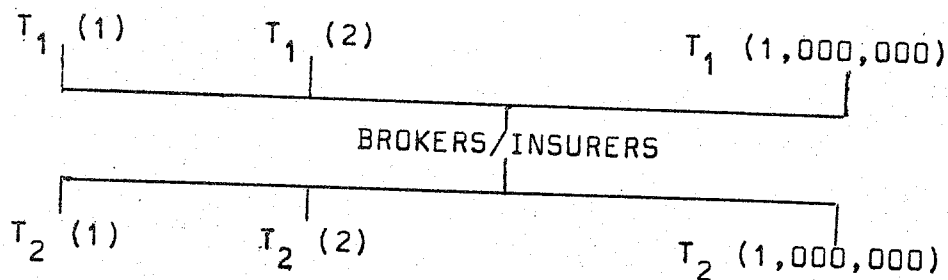 T₁ (1) T₁ (2) T₁ (1,000,000)
BROKERS/INSURERS
T₂ (1) T₂ (2) T₂ (1,000,000)